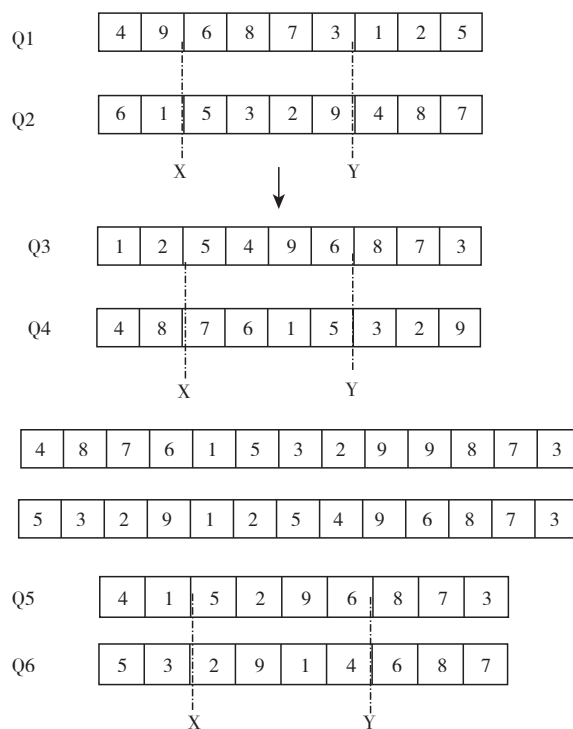 Q1 4 9 6 8 7 3 1 2 5
Q2 6 1 5 3 2 9 4 8 7
X Y
Q3 1 2 5 4 9 6 8 7 3
Q4 4 8 7 6 1 5 3 2 9
X Y
4 8 7 6 1 5 3 2 9 9 8 7 3
5 3 2 9 1 2 5 4 9 6 8 7 3
Q5 4 1 5 2 9 6 8 7 3
Q6 5 3 2 9 1 4 6 8 7
X Y